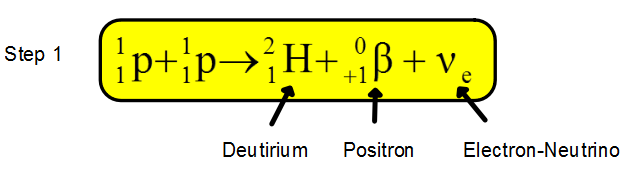 Step 1
¹₁p+¹₁p→²₁H+ ⁰₊₁β + νₑ
Deutirium Positron Electron-Neutrino